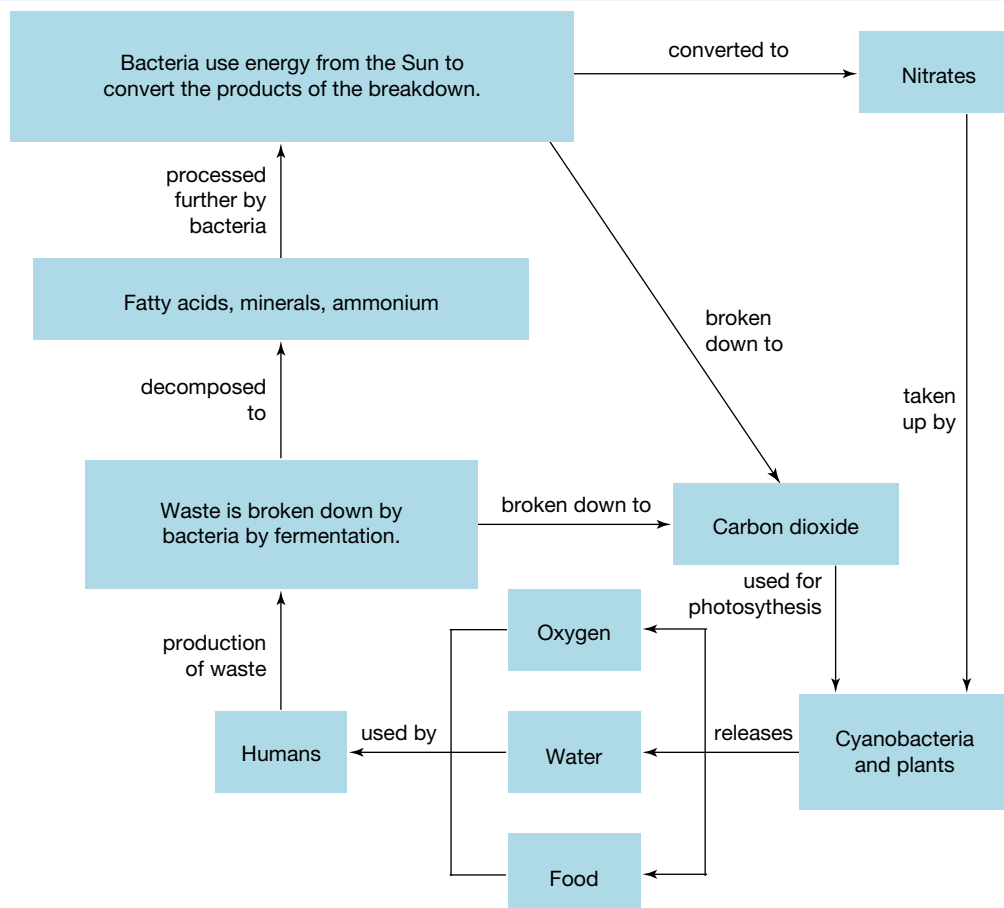 Bacteria use energy from the Sun to
convert the products of the breakdown.
converted to
Nitrates
processed
further by
bacteria
Fatty acids, minerals, ammonium
broken
down to
decomposed
to
taken
up by
Waste is broken down by
bacteria by fermentation.
broken down to
Carbon dioxide
used for
photosythesis
production
of waste
Oxygen
Humans
used by
Water
releases
Cyanobacteria
and plants
Food